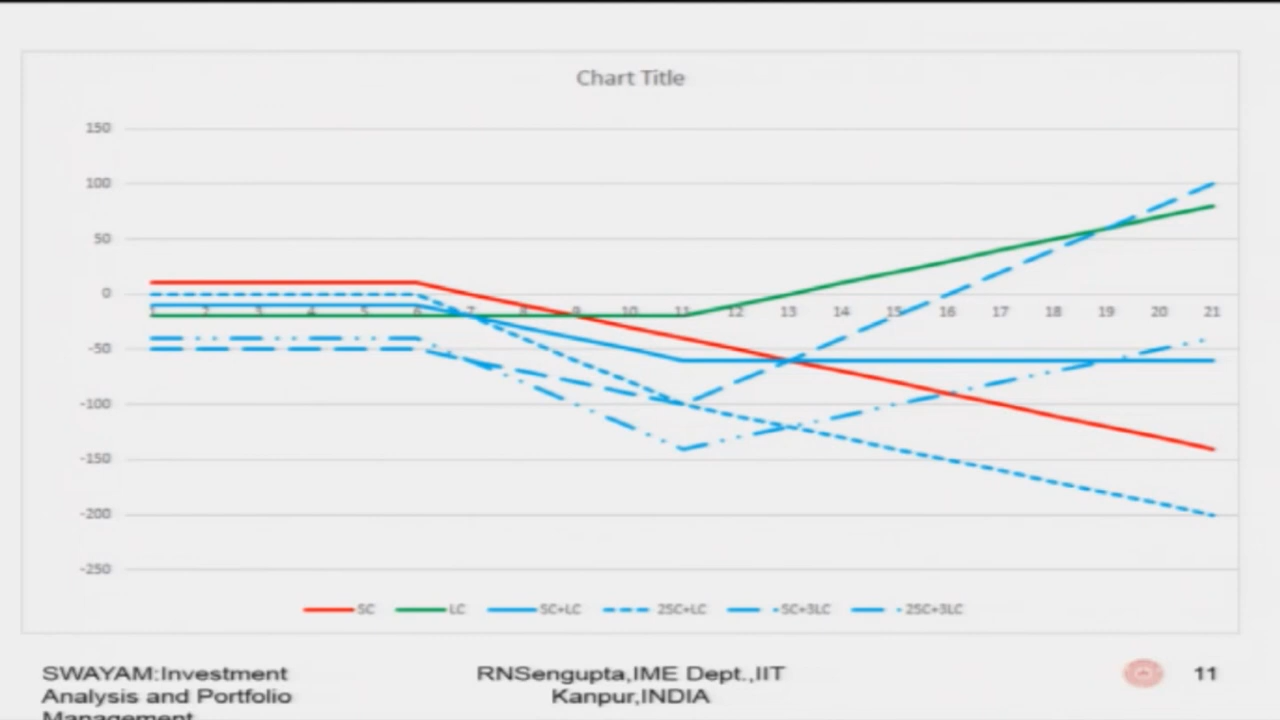 Chart Title
150
100
50
0
1 2 3 4 5 6 7 8 9 10 11 12 13 14 15 16 17 18 19 20 21
-50
-100
-150
-200
-250
SC LC SC+LC 2SC+LC SC+3LC 2SC+3LC
SWAYAM:Investment
Analysis and Portfolio
Management
RNSengupta,IME Dept.,IIT
Kanpur,INDIA
11